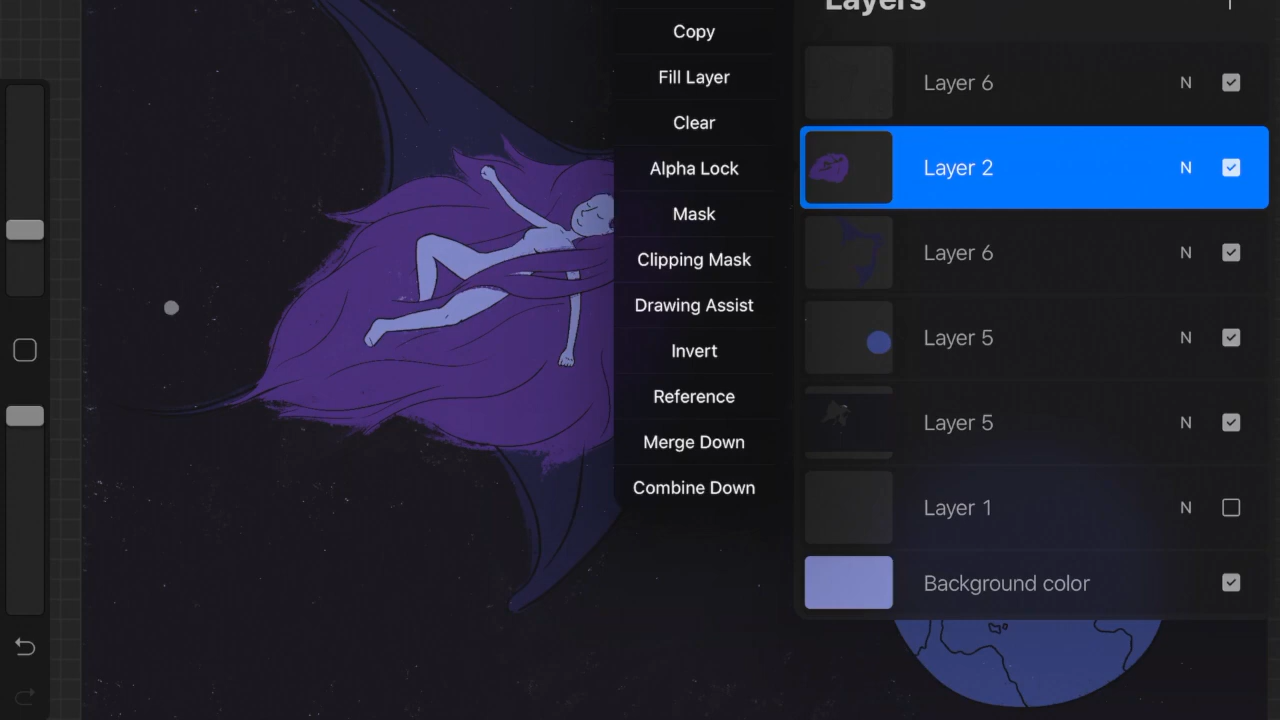 Layers
Copy
Fill Layer
Clear
Alpha Lock
Mask
Clipping Mask
Drawing Assist
Invert
Reference
Merge Down
Combine Down
Layer 6 N
Layer 2 N
Layer 6 N
Layer 5 N
Layer 5 N
Layer 1 N
Background color